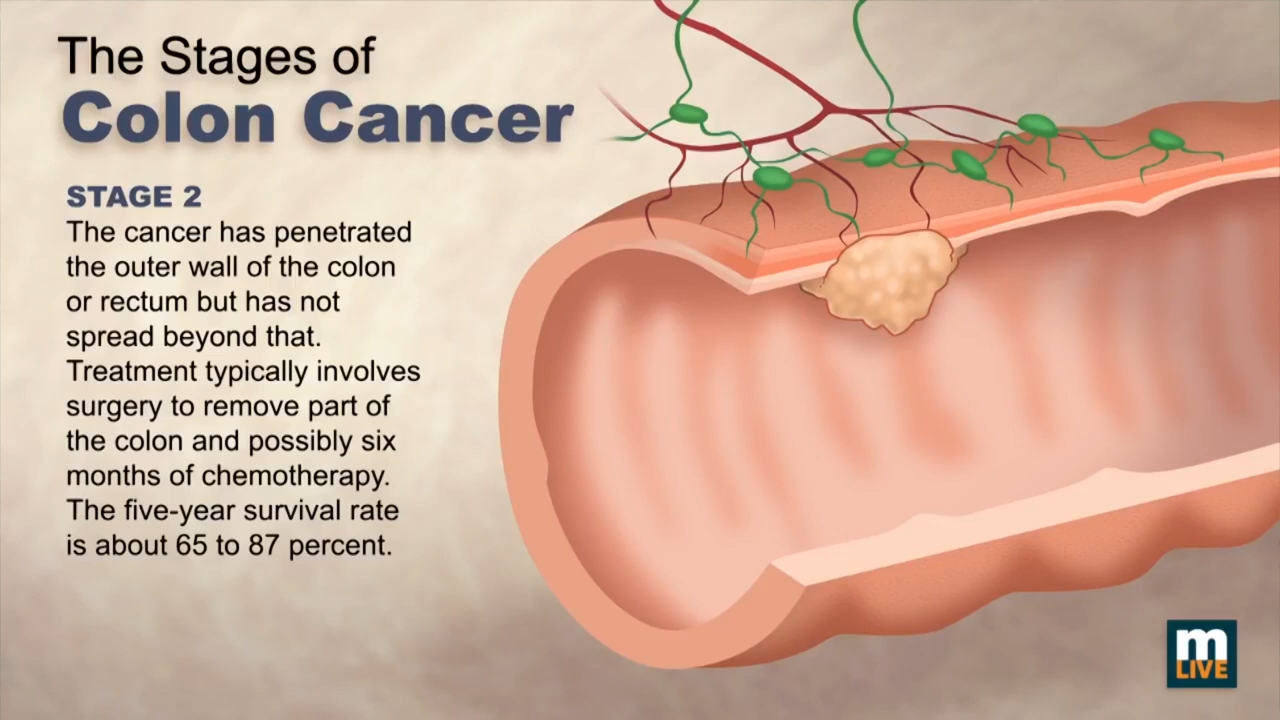 The Stages of
Colon Cancer
STAGE 2
The cancer has penetrated
the outer wall of the colon
or rectum but has not
spread beyond that.
Treatment typically involves
surgery to remove part of
the colon and possibly six
months of chemotherapy.
The five-year survival rate
is about 65 to 87 percent.
m
LIVE